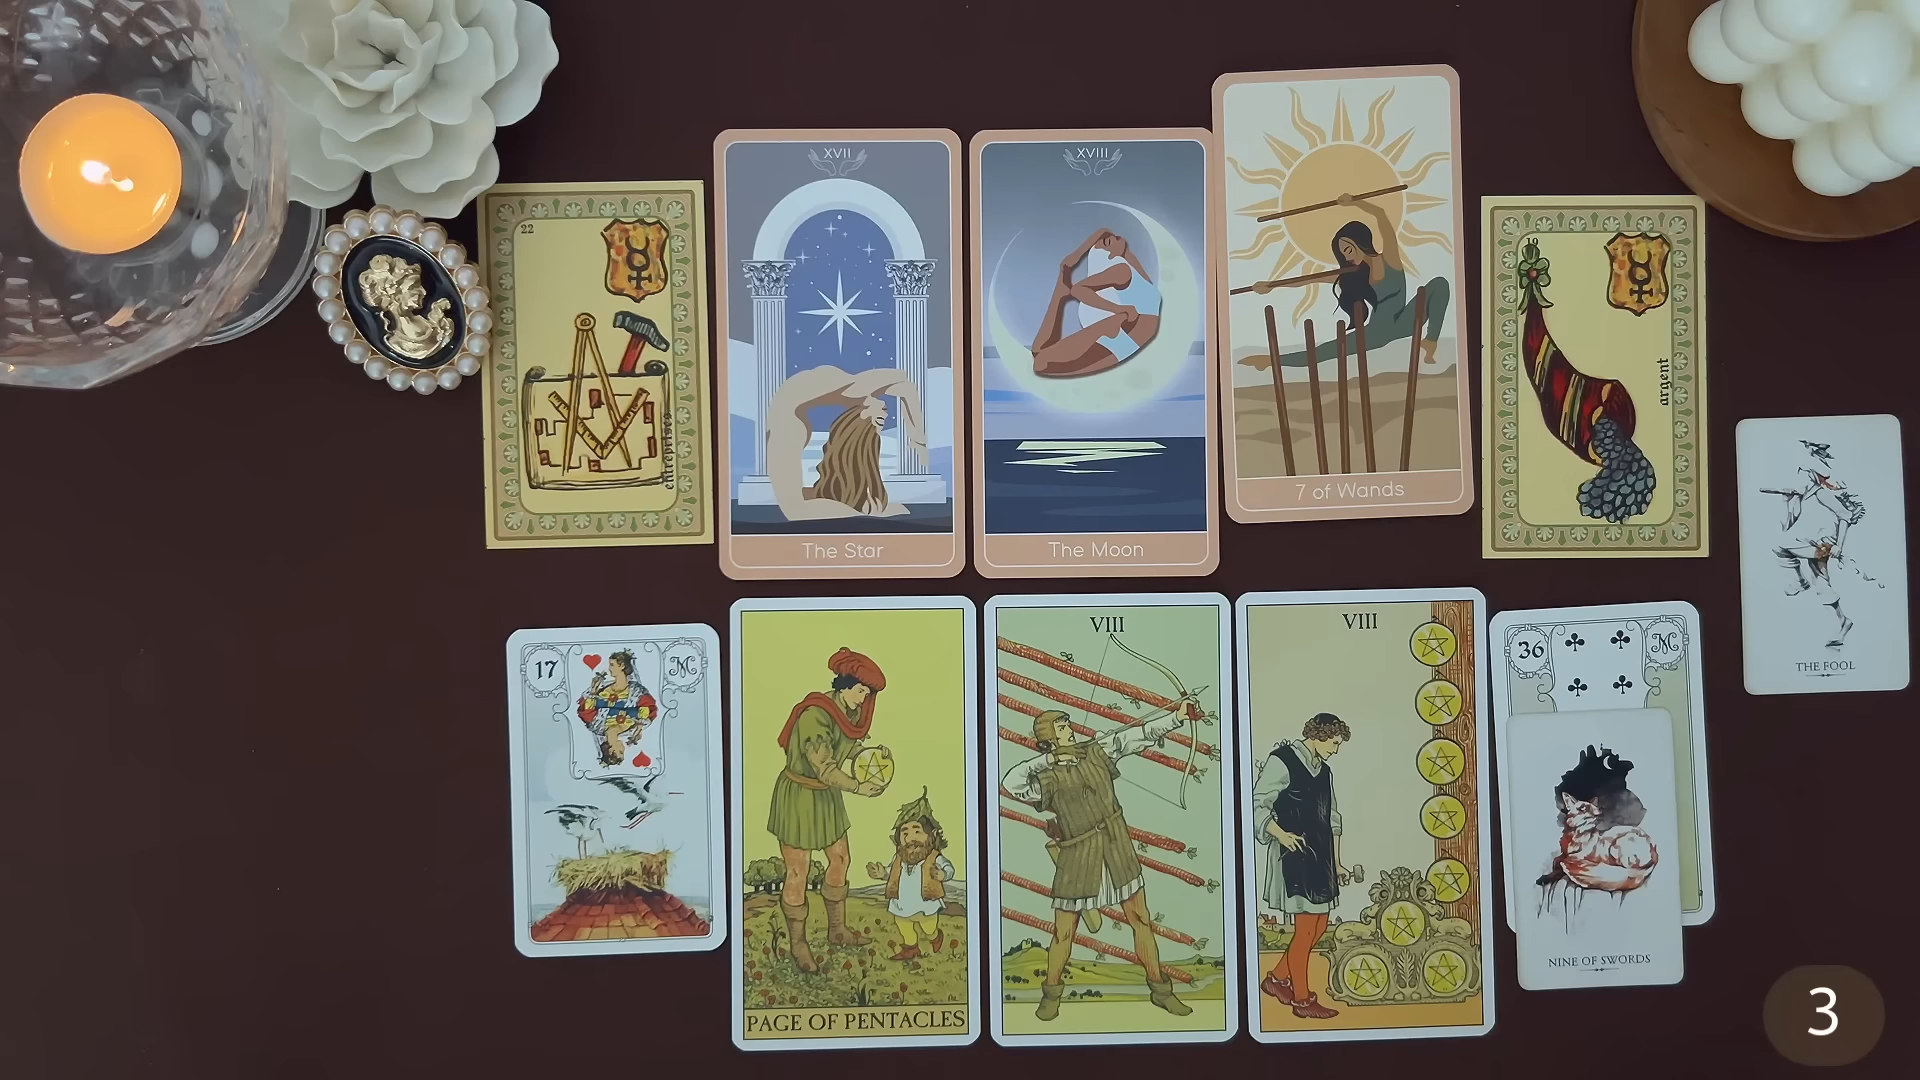 22
entreprises
XVII
The Star
XVIII
The Moon
7 of Wands
argent
THE FOOL
17
M
PAGE OF PENTACLES
VIII
VIII
36
M
NINE OF SWORDS
3